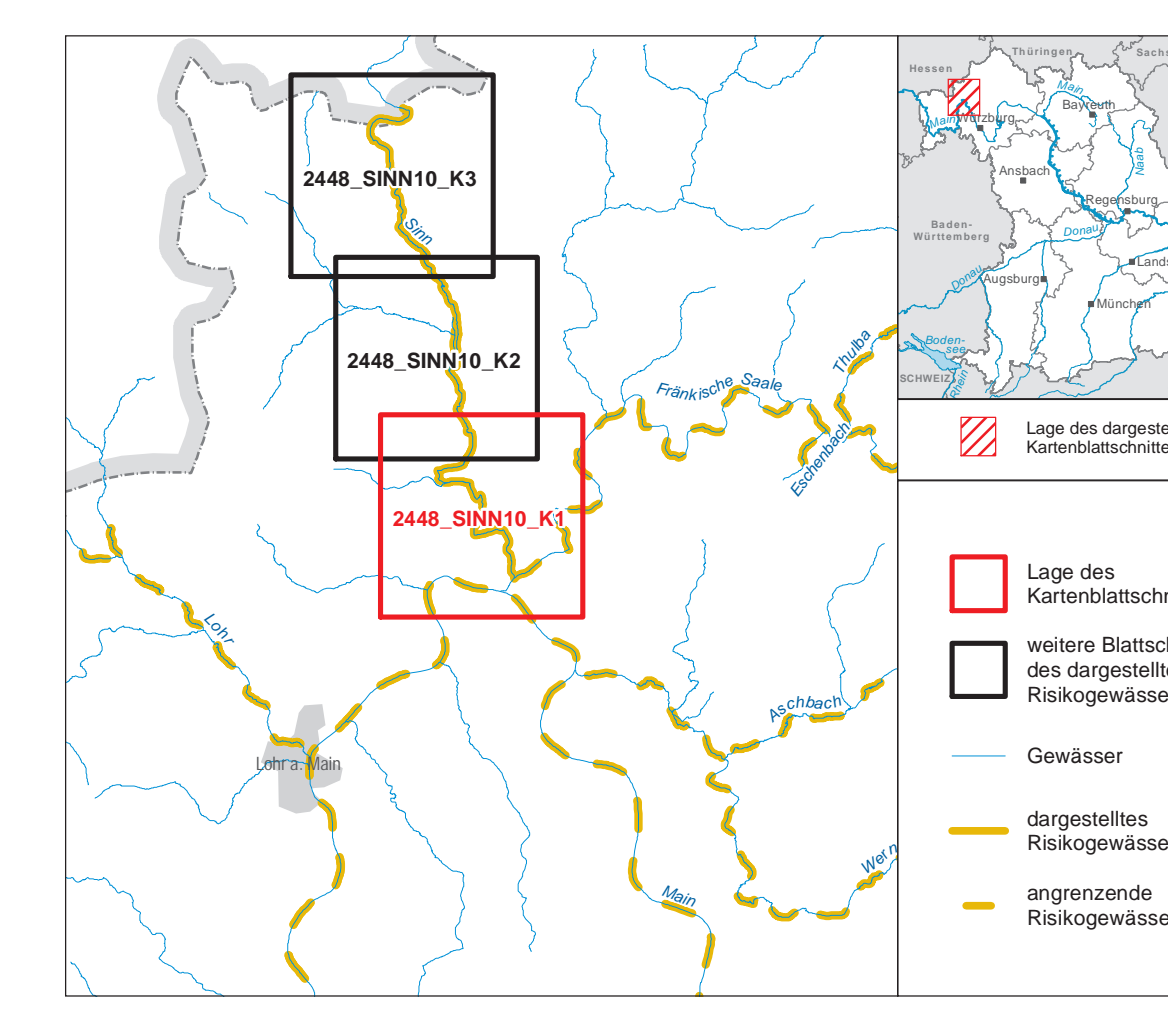 2448_SINN10_K3
Sinn
2448_SINN10_K2
Thulba
Fränkische Saale
Eschenbach
2448_SINN10_K1
Lohr
Aschbach
Lohr a. Main
Wern
Main
Thüringen
Sachs
Hessen
Main
Bayreuth
Main
Würzburg
Naab
Ansbach
Regensburg
Baden-
Württemberg
Donau
Lands
Donau
Augsburg
München
Boden-
see
SCHWEIZ
Rhein
Lage des dargeste
Kartenblattschnitte
Lage des
Kartenblattschn
weitere Blattsch
des dargestellte
Risikogewässe
Gewässer
dargestelltes
Risikogewässe
angrenzende
Risikogewässe